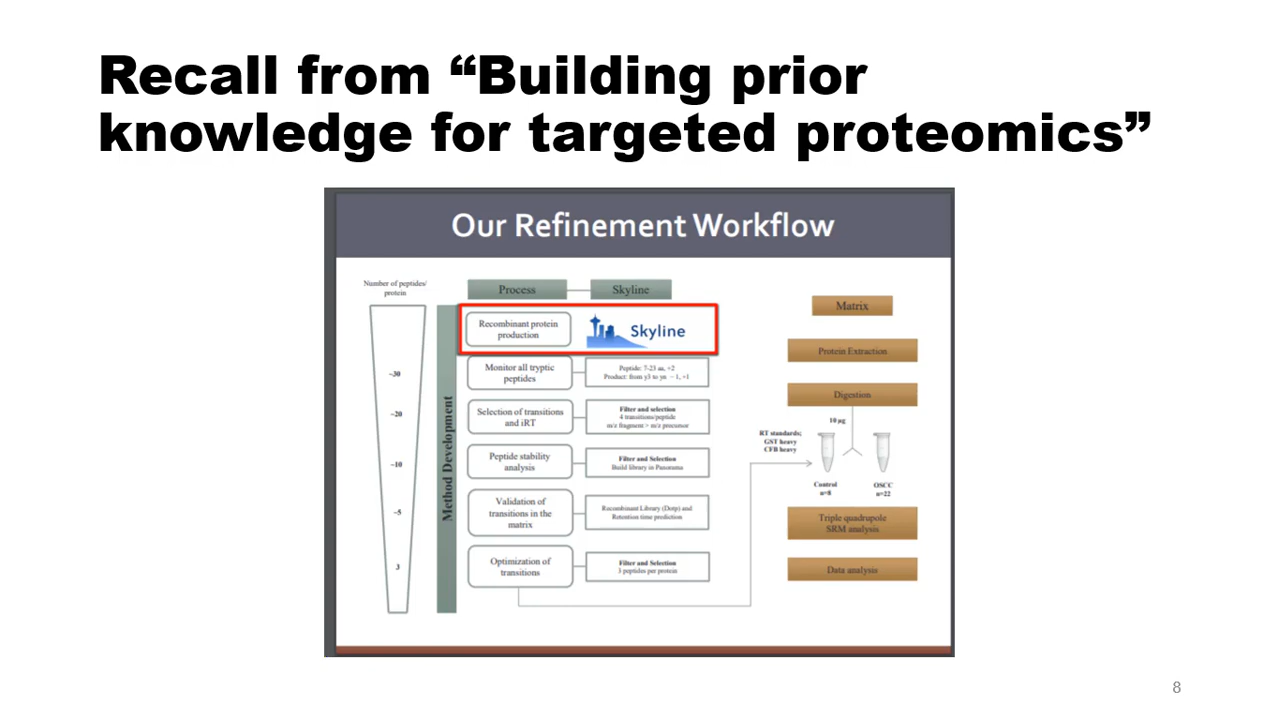 Recall from “Building prior
knowledge for targeted proteomics”
Our Refinement Workflow
Number of peptides/
protein
~30
~20
~10
~5
3
Method Development
Process
Skyline
Recombinant protein
production
Skyline
Monitor all tryptic
peptides
Peptide: 7-23 aa, +2
Product: from y3 to yn − 1, +1
Selection of transitions
and iRT
Filter and selection
4 transitions/peptide
m/z fragment > m/z precursor
Peptide stability
analysis
Filter and Selection
Build library in Panorama
Validation of
transitions in the
matrix
Recombinant Library (Dotp) and
Retention time prediction
Optimization of
transitions
Filter and Selection
3 peptides per protein
Matrix
Protein Extraction
Digestion
10 µg
RT standards;
GST heavy
CFB heavy
Control
n=8
OSCC
n=22
Triple quadrupole
SRM analysis
Data analysis
8